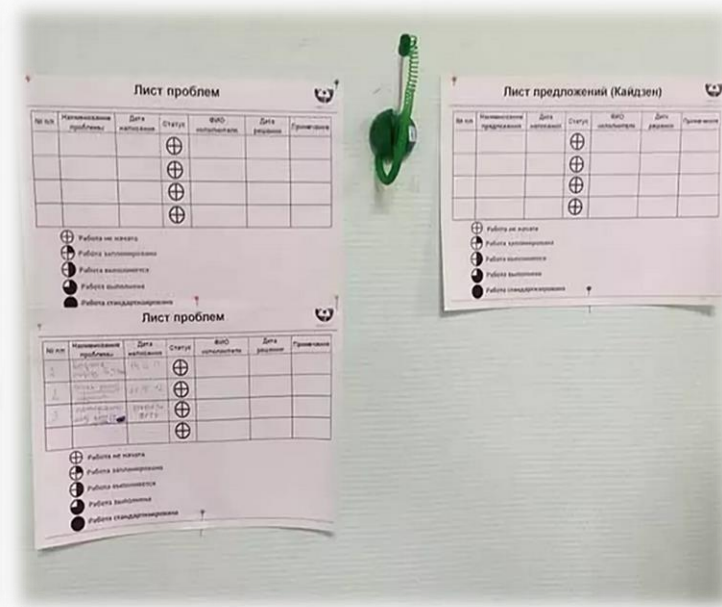 Лист проблем
№ п/п Наименование проблемы Дата написания Статус ФИО исполнителя Дата решения Примечание
Работа не начата
Работа запланирована
Работа выполняется
Работа выполнена
Работа стандартизирована
Лист проблем
№ п/п Наименование проблемы Дата написания Статус ФИО исполнителя Дата решения Примечание
1
2
3
Работа не начата
Работа запланирована
Работа выполняется
Работа выполнена
Работа стандартизирована
Лист предложений (Кайдзен)
№ п/п Наименование предложения Дата написания Статус ФИО исполнителя Дата решения Примечание
Работа не начата
Работа запланирована
Работа выполняется
Работа выполнена
Работа стандартизирована